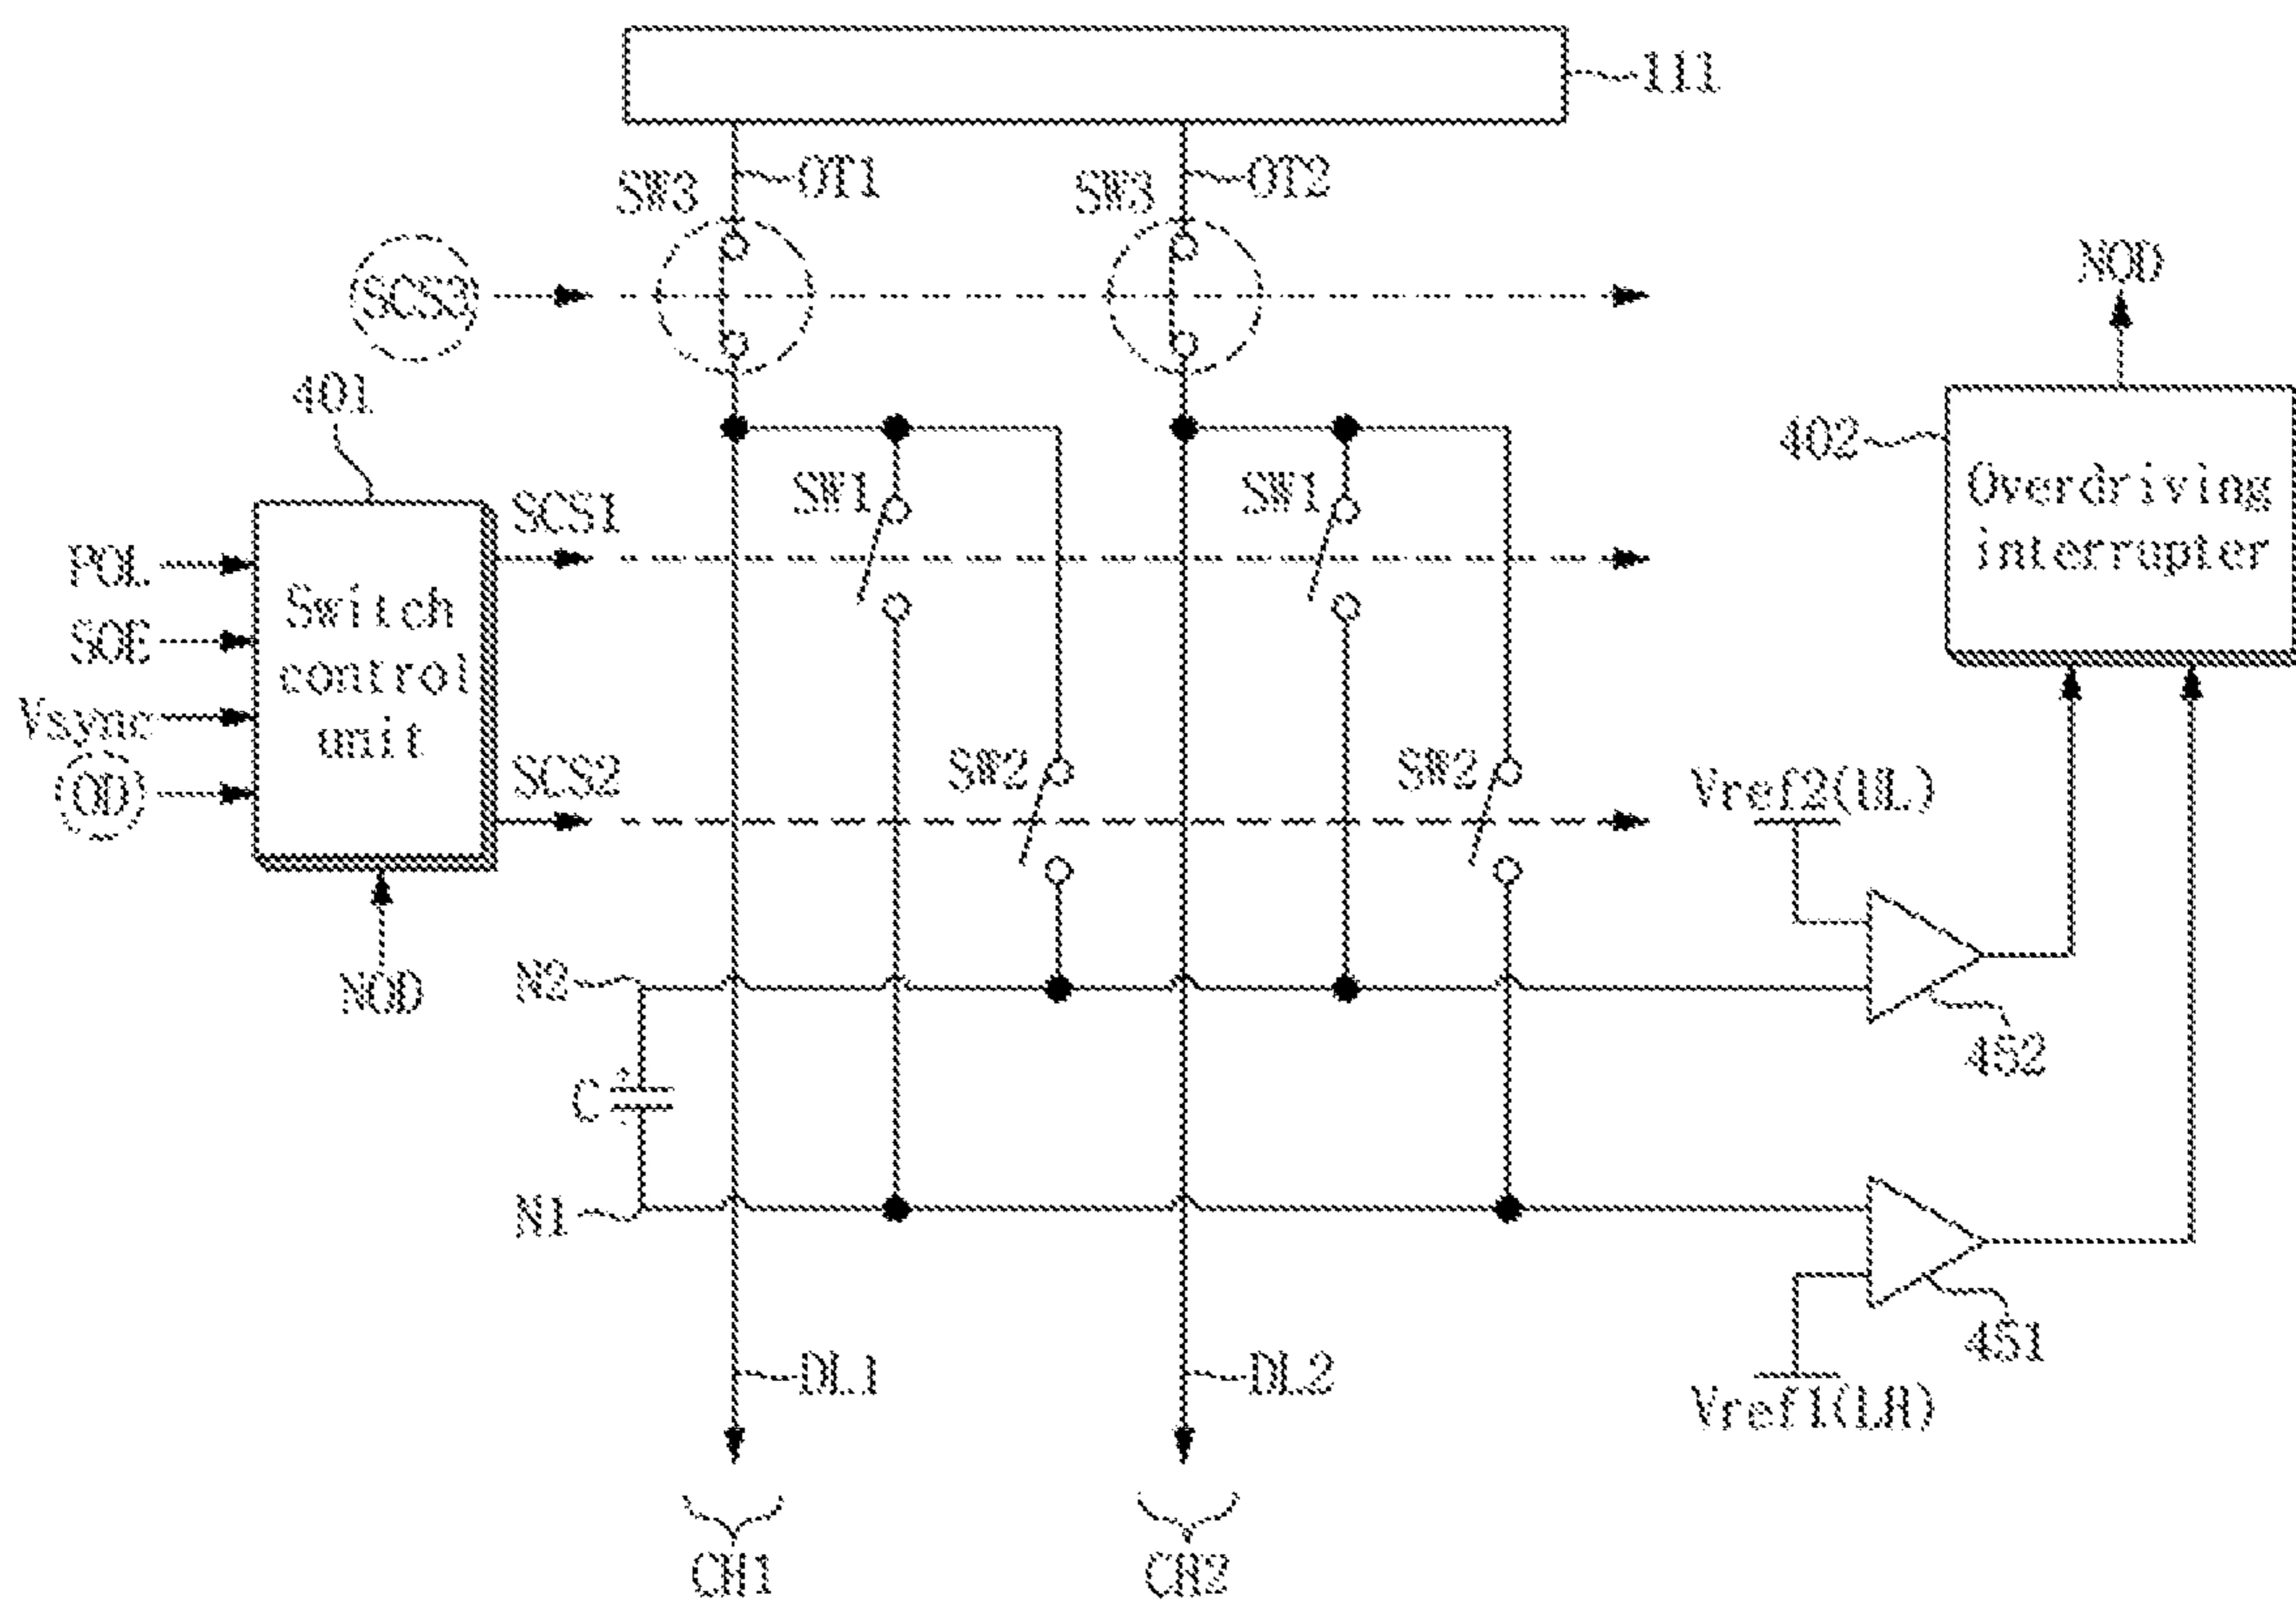 111
OT1
OT2
SW3
SW3
SCS3
NOD
401
402
Overdriving
interrupter
SW1
SW1
SCS1
POL
SOE
Vsync
OD
Switch
control
unit
SCS2
SW2
SW2
Vref2(UL)
NOD
N2
452
C
N1
451
Vref1(LH)
DL1
DL2
CH1
CH2